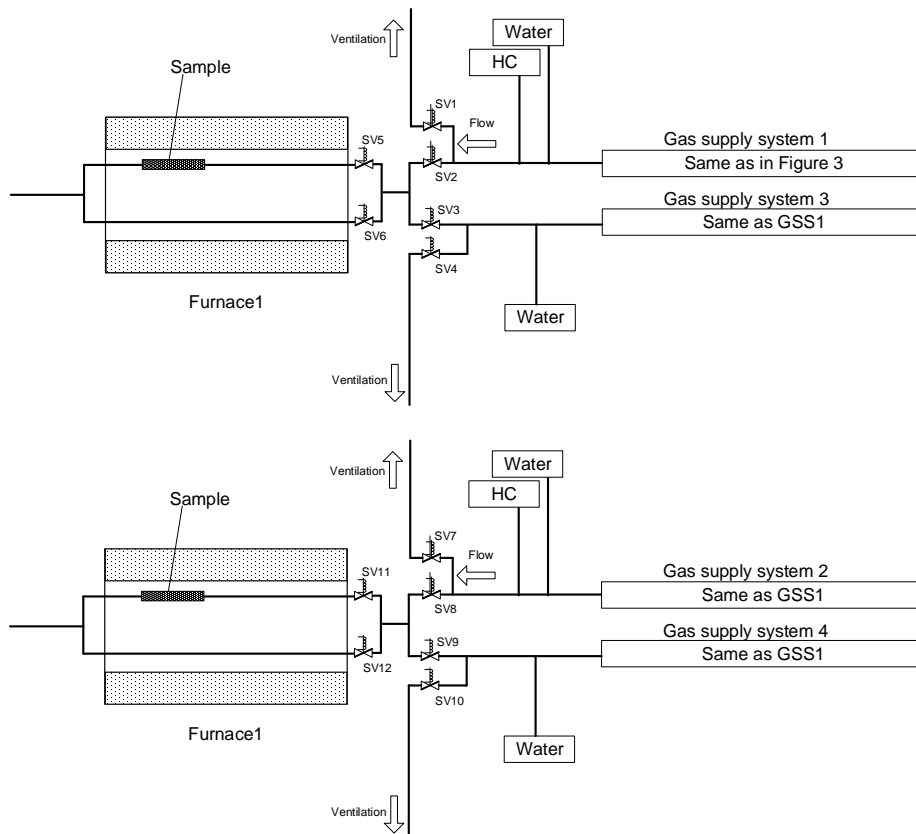 Water
Ventilation
HC
Sample
SV1
Flow
Gas supply system 1
SV5
Same as in Figure 3
SV2
Gas supply system 3
SV3
Same as GSS1
SV6
SV4
Furnace1
Water
Ventilation
Water
Ventilation
HC
Sample
SV7
Flow
Gas supply system 2
SV11
Same as GSS1
SV8
Gas supply system 4
SV9
Same as GSS1
SV12
SV10
Furnace1
Water
Ventilation